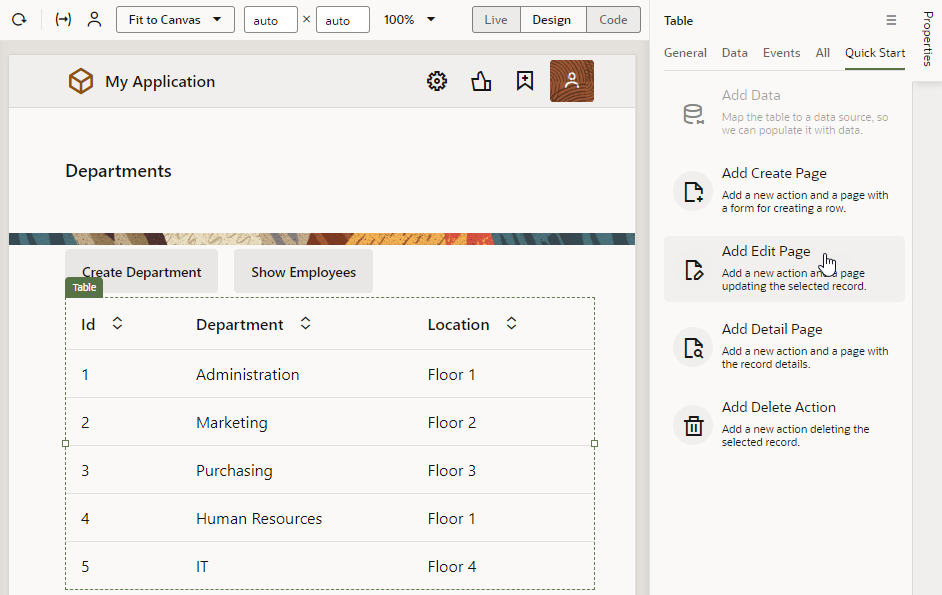 Fit to Canvas auto × auto 100% Live Design Code
Table
Properties
General Data Events All Quick Start
My Application
Departments
Create Department Show Employees
Table
Id Department Location
1 Administration Floor 1
2 Marketing Floor 2
3 Purchasing Floor 3
4 Human Resources Floor 1
5 IT Floor 4
Add Data
Map the table to a data source, so
we can populate it with data.
Add Create Page
Add a new action and a page with
a form for creating a row.
Add Edit Page
Add a new action and a page
updating the selected record.
Add Detail Page
Add a new action and a page with
the record details.
Add Delete Action
Add a new action deleting the
selected record.